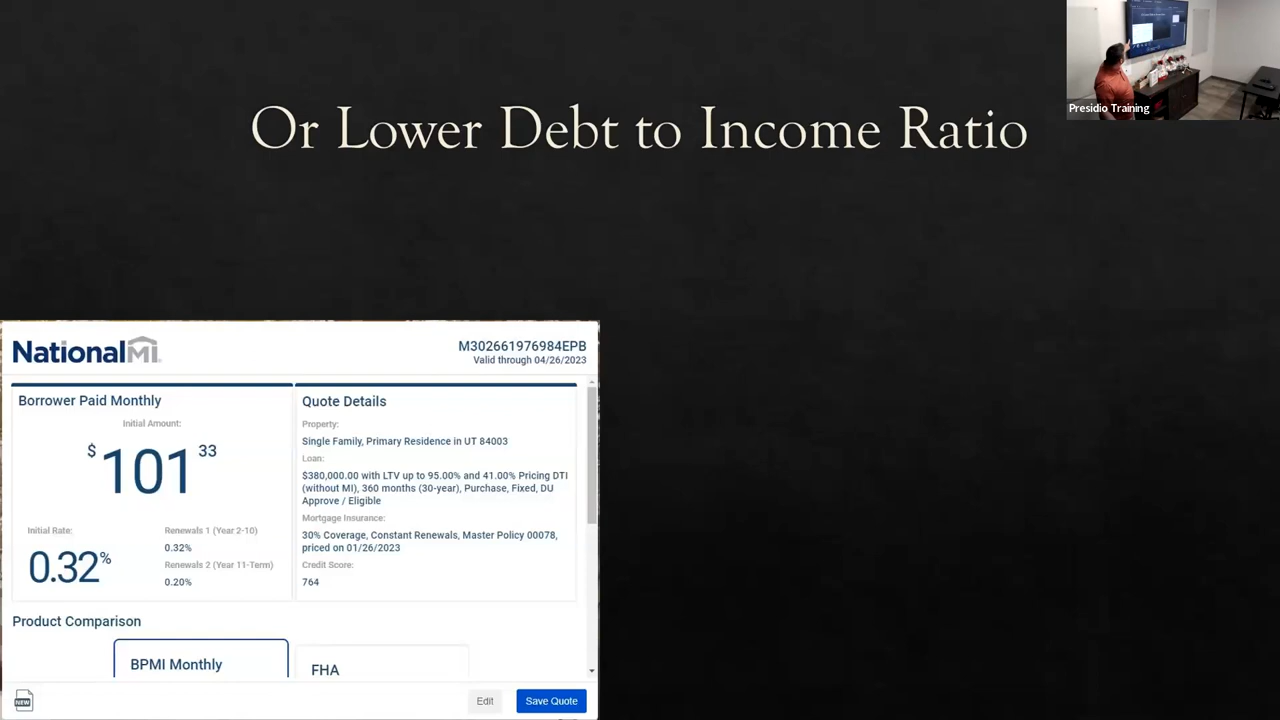 Or Lower Debt to Income Ratio
Presidio Training
NationalMI
M302661976984EPB
Valid through 04/26/2023
Borrower Paid Monthly
Initial Amount:
$ 101 33
Initial Rate:
0.32%
Renewals 1 (Year 2-10)
0.32%
Renewals 2 (Year 11-Term)
0.20%
Quote Details
Property:
Single Family, Primary Residence in UT 84003
Loan:
$380,000.00 with LTV up to 95.00% and 41.00% Pricing DTI
(without MI), 360 months (30-year), Purchase, Fixed, DU
Approve / Eligible
Mortgage Insurance:
30% Coverage, Constant Renewals, Master Policy 00078,
priced on 01/26/2023
Credit Score:
764
Product Comparison
BPMI Monthly
FHA
NEW
Edit
Save Quote